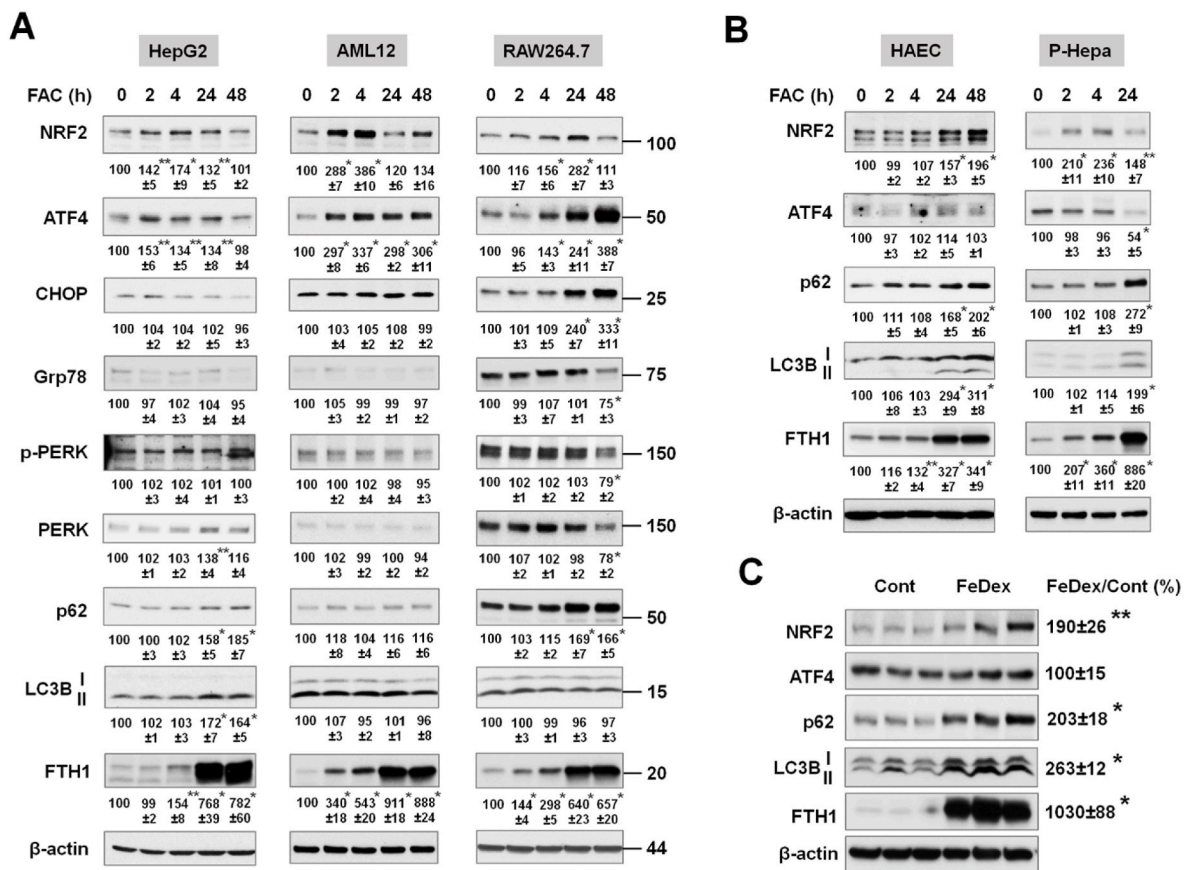 A
HepG2 AML12 RAW264.7
FAC (h) 0 2 4 24 48 0 2 4 24 48 0 2 4 24 48
NRF2 100
100 142** 174* 132** 101 100 288* 386* 120 134 100 116 156* 282* 111
±5 ±9 ±5 ±2 ±7 ±10 ±6 ±16 ±7 ±6 ±7 ±3
ATF4 50
100 153** 134** 134** 98 100 297* 337* 298* 306* 100 96 143* 241* 388*
±6 ±5 ±8 ±4 ±8 ±6 ±2 ±11 ±5 ±3 ±11 ±7
CHOP 25
100 104 104 102 96 100 103 105 108 99 100 101 109 240* 333*
±2 ±2 ±5 ±3 ±4 ±2 ±2 ±2 ±3 ±5 ±7 ±11
Grp78 75
100 97 102 104 95 100 105 99 99 97 100 99 107 101 75*
±4 ±3 ±4 ±4 ±3 ±2 ±1 ±2 ±3 ±7 ±1 ±3
p-PERK 150
100 102 102 101 100 100 100 102 98 95 100 102 102 103 79*
±3 ±4 ±1 ±3 ±2 ±4 ±4 ±3 ±1 ±2 ±2 ±2
PERK 150
100 102 103 138** 116 100 102 99 100 94 100 107 102 98 78*
±1 ±2 ±4 ±4 ±3 ±2 ±2 ±2 ±2 ±1 ±2 ±2
p62 50
100 100 102 158* 185* 100 118 104 116 116 100 103 115 169* 166*
±3 ±3 ±5 ±7 ±8 ±4 ±6 ±6 ±2 ±2 ±7 ±5
LC3B I II 15
100 102 103 172* 164* 100 107 95 101 96 100 100 99 96 97
±1 ±3 ±7 ±5 ±3 ±2 ±1 ±8 ±3 ±1 ±3 ±3
FTH1 20
100 99 154** 768* 782* 100 340* 543* 911* 888* 100 144* 298* 640* 657*
±2 ±8 ±39 ±60 ±18 ±20 ±18 ±24 ±4 ±5 ±23 ±20
β-actin 44
B
HAEC P-Hepa
FAC (h) 0 2 4 24 48 0 2 4 24
NRF2
100 99 107 157* 196* 100 210* 236* 148**
±2 ±2 ±3 ±5 ±11 ±10 ±7
ATF4
100 97 102 114 103 100 98 96 54*
±3 ±2 ±5 ±1 ±3 ±3 ±5
p62
100 111 108 168* 202* 100 102 108 272*
±5 ±4 ±5 ±6 ±1 ±3 ±9
LC3B I II
100 106 103 294* 311* 100 102 114 199*
±8 ±3 ±9 ±8 ±1 ±5 ±6
FTH1
100 116 132** 327* 341* 100 207* 360* 886*
±2 ±4 ±7 ±9 ±11 ±11 ±20
β-actin
C
Cont FeDex FeDex/Cont (%)
NRF2 190±26 **
ATF4 100±15
p62 203±18 *
LC3B I II 263±12 *
FTH1 1030±88 *
β-actin